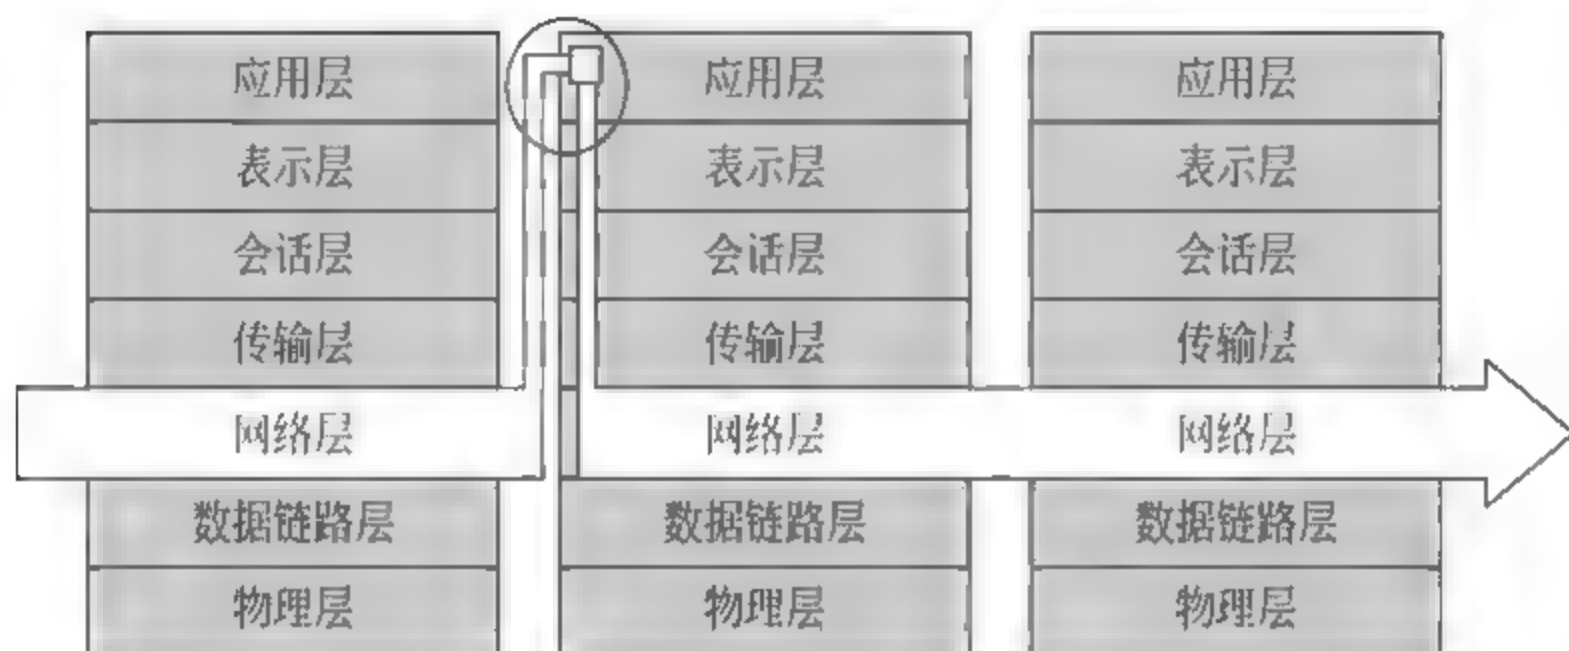 应用层 应用层 应用层
表示层 表示层 表示层
会话层 会话层 会话层
传输层 传输层 传输层
网络层 网络层 网络层
数据链路层 数据链路层 数据链路层
物理层 物理层 物理层